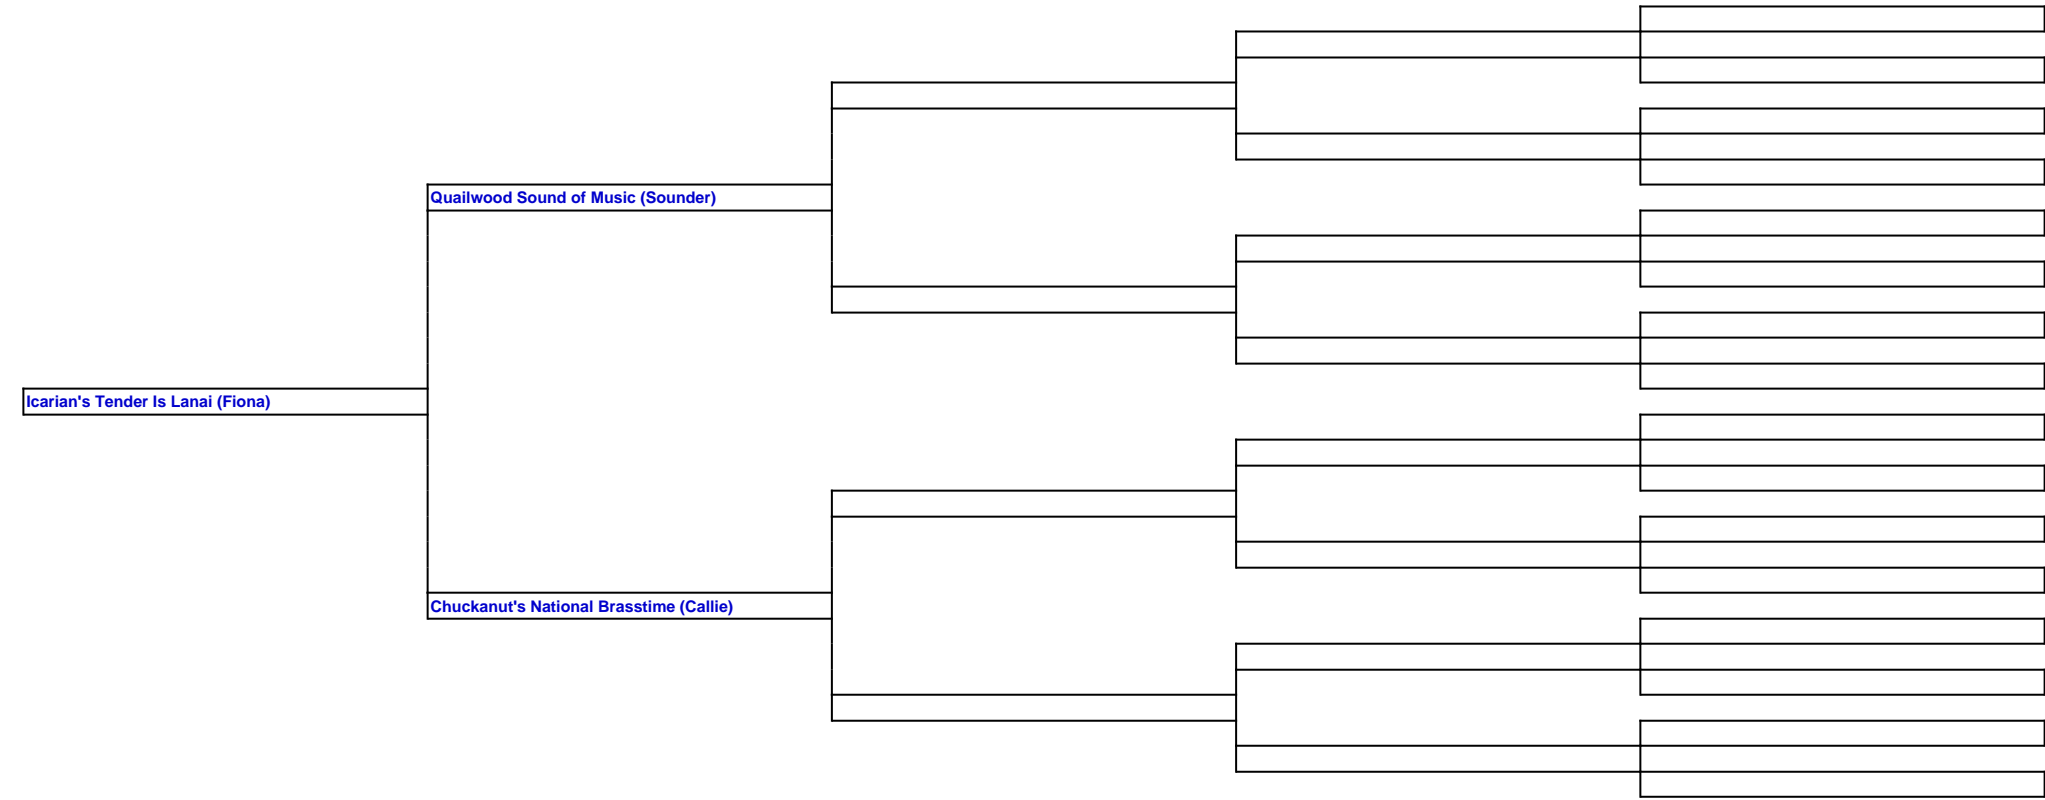 Quailwood Sound of Music (Sounder)
Icarian's Tender Is Lanai (Fiona)
Chuckanut's National Brasstime (Callie)